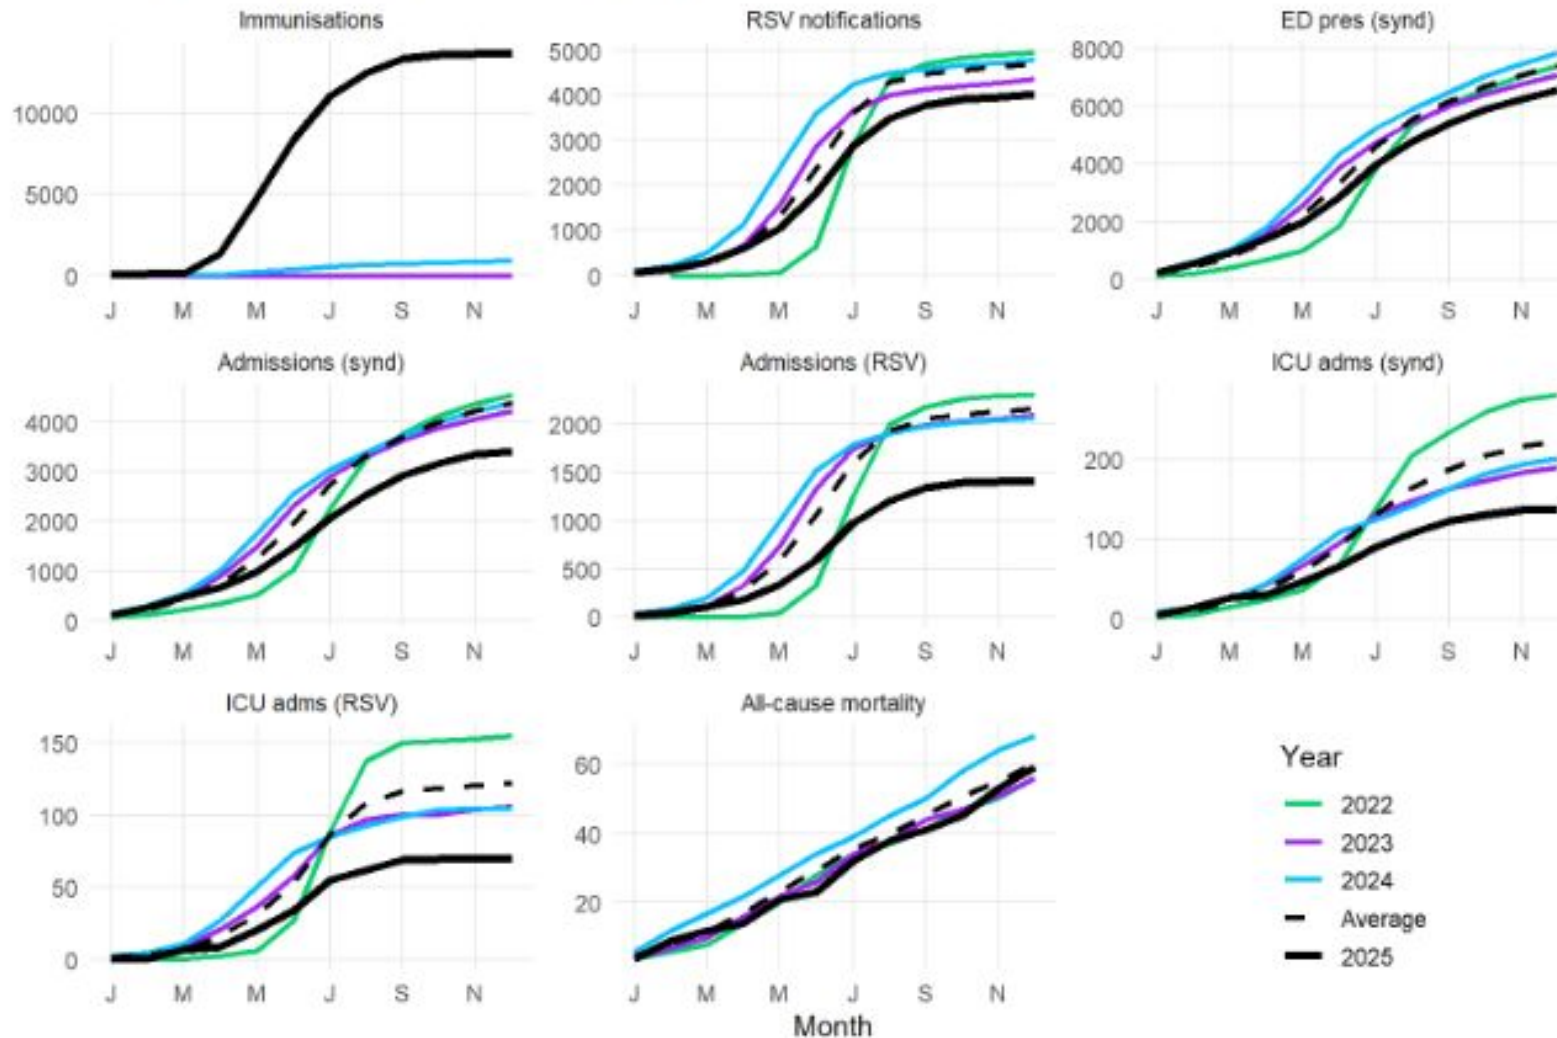 Immunisations
10000
5000
0
J M M J S N
RSV notifications
5000
4000
3000
2000
1000
0
J M M J S N
ED pres (synd)
8000
6000
4000
2000
0
J M M J S N
Admissions (synd)
4000
3000
2000
1000
0
J M M J S N
Admissions (RSV)
2000
1500
1000
500
0
J M M J S N
ICU adms (synd)
200
100
0
J M M J S N
ICU adms (RSV)
150
100
50
0
J M M J S N
All-cause mortality
60
40
20
J M M J S N
Month
Year
2022
2023
2024
Average
2025